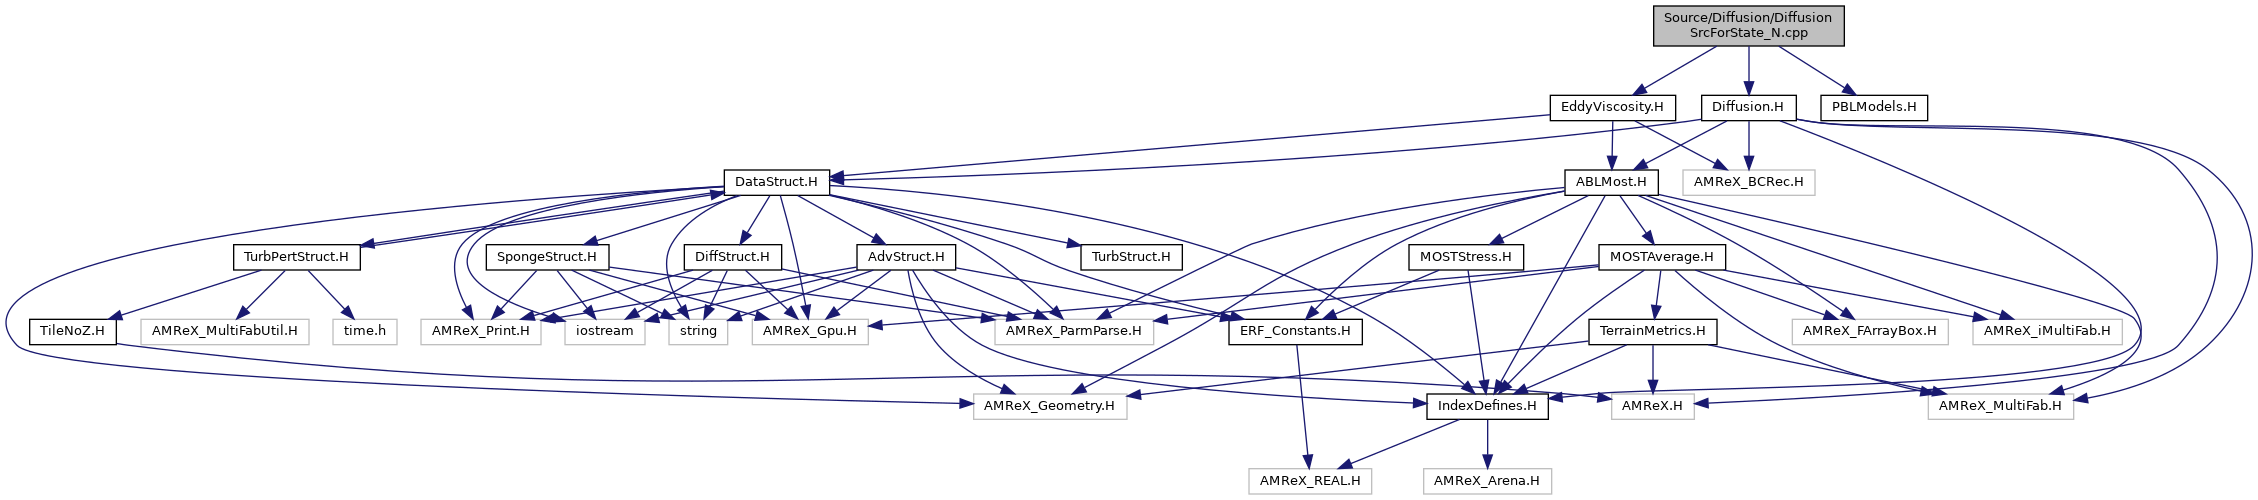 Source/Diffusion/Diffusion
SrcForState_N.cpp
EddyViscosity.H
Diffusion.H
PBLModels.H
DataStruct.H
ABLMost.H
AMReX_BCRec.H
TurbPertStruct.H
SpongeStruct.H
DiffStruct.H
AdvStruct.H
TurbStruct.H
MOSTStress.H
MOSTAverage.H
TileNoZ.H
AMReX_MultiFabUtil.H
time.h
AMReX_Print.H
iostream
string
AMReX_Gpu.H
AMReX_ParmParse.H
ERF_Constants.H
TerrainMetrics.H
AMReX_FArrayBox.H
AMReX_iMultiFab.H
AMReX_Geometry.H
IndexDefines.H
AMReX.H
AMReX_MultiFab.H
AMReX_REAL.H
AMReX_Arena.H